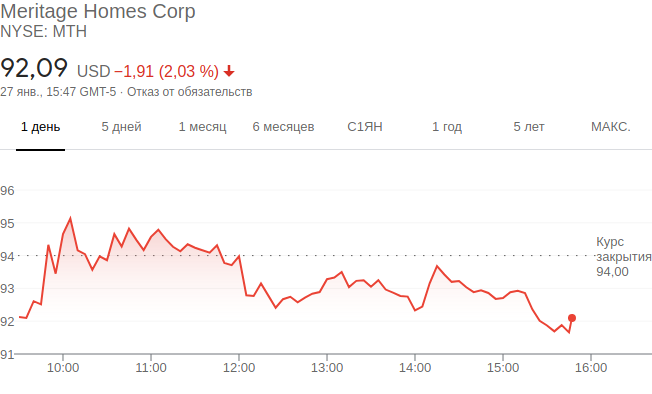 Meritage Homes Corp
NYSE: MTH
92,09 USD −1,91 (2,03 %)
27 янв., 15:47 GMT-5 · Отказ от обязательств
1 день 5 дней 1 месяц 6 месяцев С1ЯН 1 год 5 лет МАКС.
96
95
94
93
92
91
Курс
закрытия
94,00
10:00 11:00 12:00 13:00 14:00 15:00 16:00